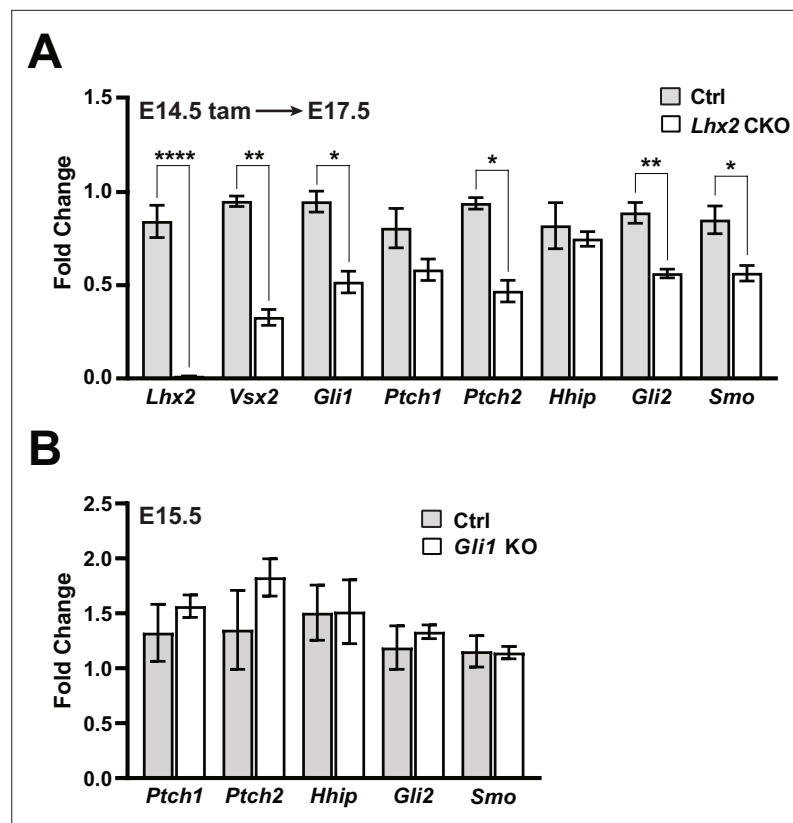 A
E14.5 tam → E17.5
Ctrl
Lhx2 CKO
Fold Change
1.5
1.0
0.5
0.0
**** ** * * ** *
Lhx2 Vsx2 Gli1 Ptch1 Ptch2 Hhip Gli2 Smo
B
E15.5
Ctrl
Gli1 KO
Fold Change
2.5
2.0
1.5
1.0
0.5
0.0
Ptch1 Ptch2 Hhip Gli2 Smo